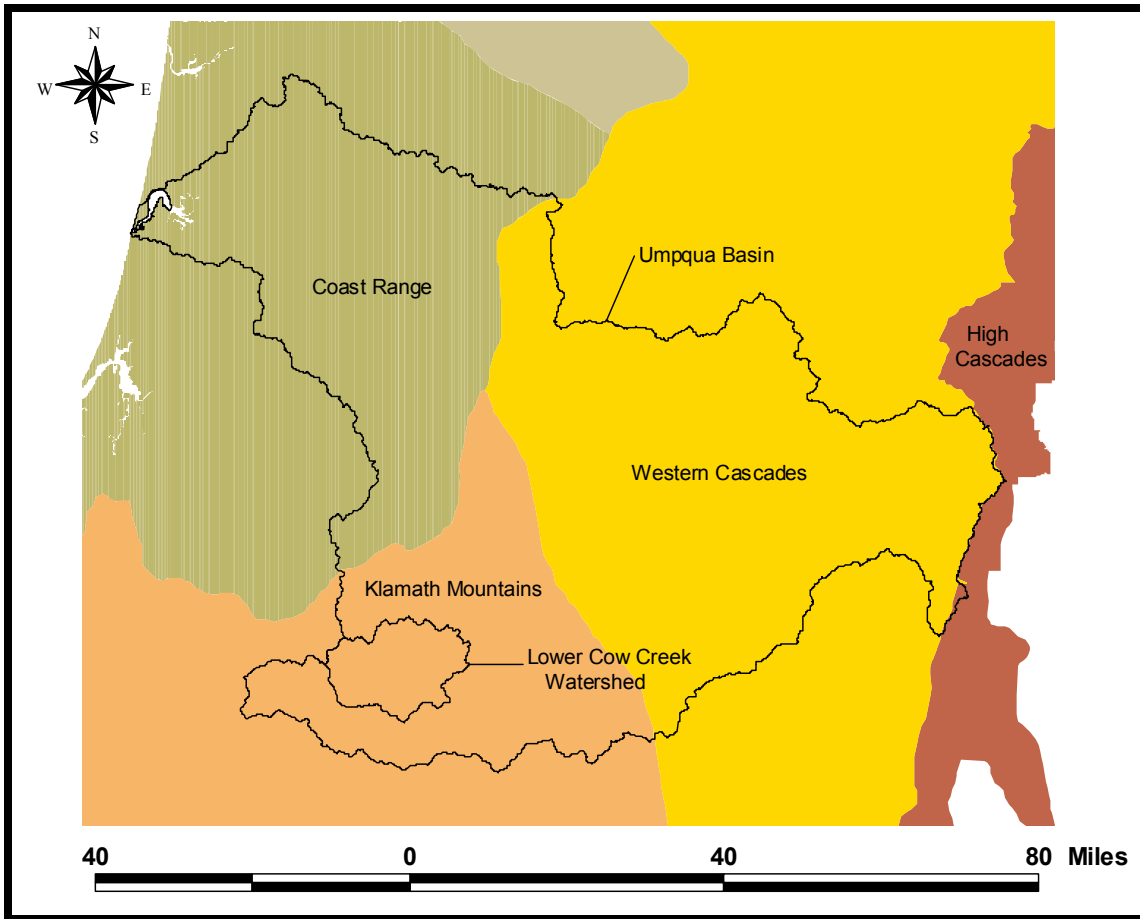 N
W E
S
Umpqua Basin
Coast Range
High
Cascades
Western Cascades
Klamath Mountains
Lower Cow Creek
Watershed
40 0 40 80 Miles